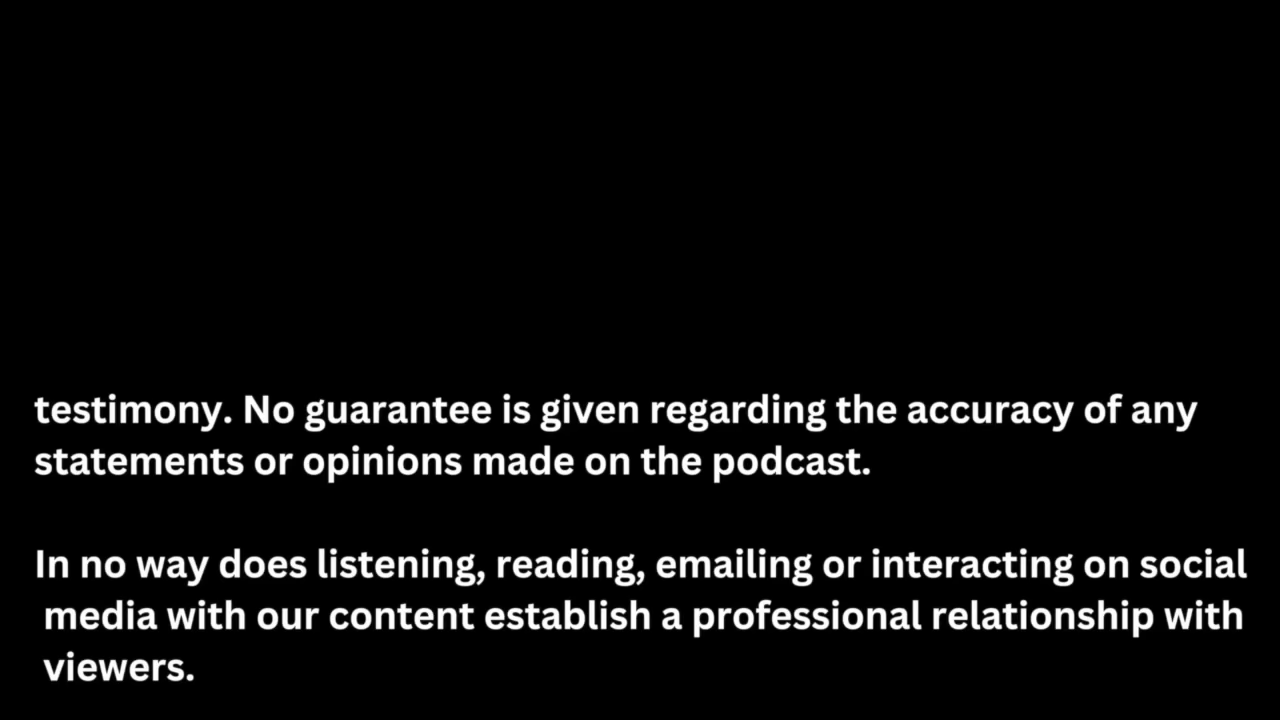 testimony. No guarantee is given regarding the accuracy of any
statements or opinions made on the podcast.
In no way does listening, reading, emailing or interacting on social
media with our content establish a professional relationship with
viewers.